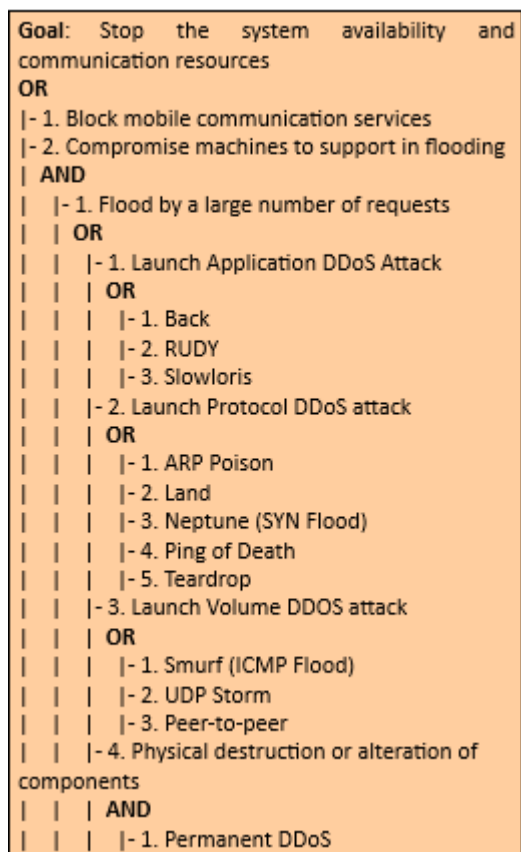 Goal: Stop the system availability and
communication resources
OR
|- 1. Block mobile communication services
|- 2. Compromise machines to support in flooding
| AND
| |- 1. Flood by a large number of requests
| | OR
| | |- 1. Launch Application DDoS Attack
| | | OR
| | | |- 1. Back
| | | |- 2. RUDY
| | | |- 3. Slowloris
| | |- 2. Launch Protocol DDoS attack
| | | OR
| | | |- 1. ARP Poison
| | | |- 2. Land
| | | |- 3. Neptune (SYN Flood)
| | | |- 4. Ping of Death
| | | |- 5. Teardrop
| | |- 3. Launch Volume DDOS attack
| | | OR
| | | |- 1. Smurf (ICMP Flood)
| | | |- 2. UDP Storm
| | | |- 3. Peer-to-peer
| | |- 4. Physical destruction or alteration of
components
| | | AND
| | | |- 1. Permanent DDoS